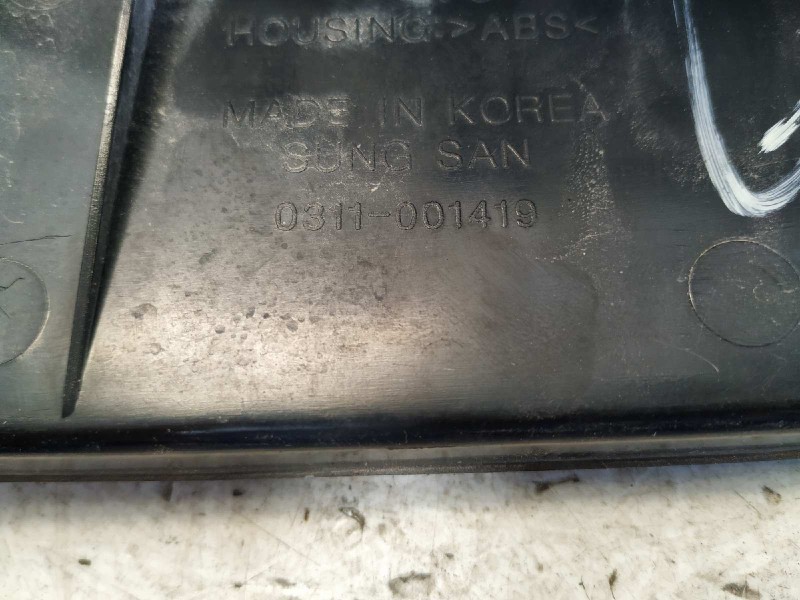 HOUSING:>ABS<
MADE IN KOREA
SUNG SAN
0311-001419